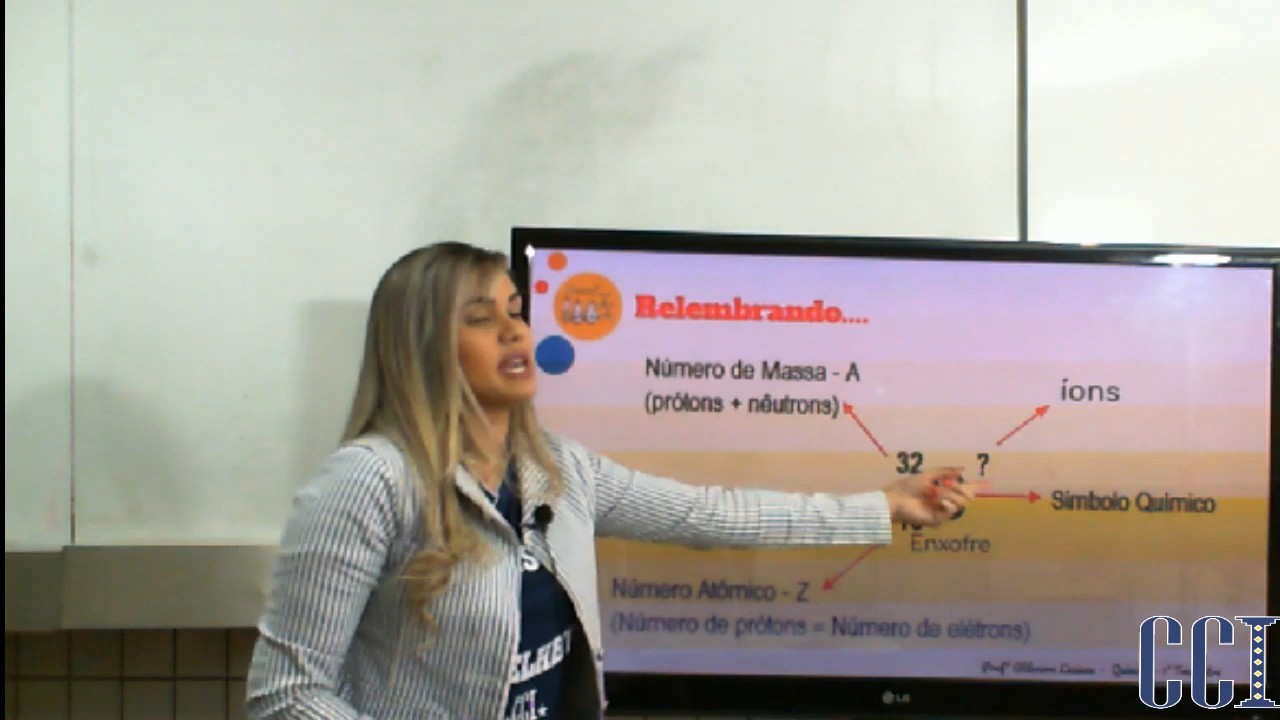 Relembrando....
Número de Massa - A
(prótons + nêutrons)
íons
32 ?
Símbolo Químico
Enxofre
Número Atômico - Z
(Número de prótons = Número de elétrons)
LG
CCI